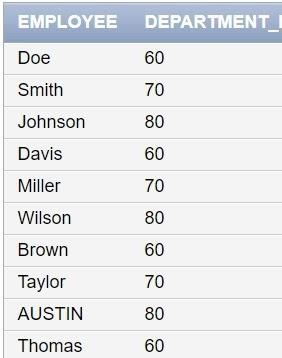 EMPLOYEE DEPARTMENT_
Doe 60
Smith 70
Johnson 80
Davis 60
Miller 70
Wilson 80
Brown 60
Taylor 70
AUSTIN 80
Thomas 60